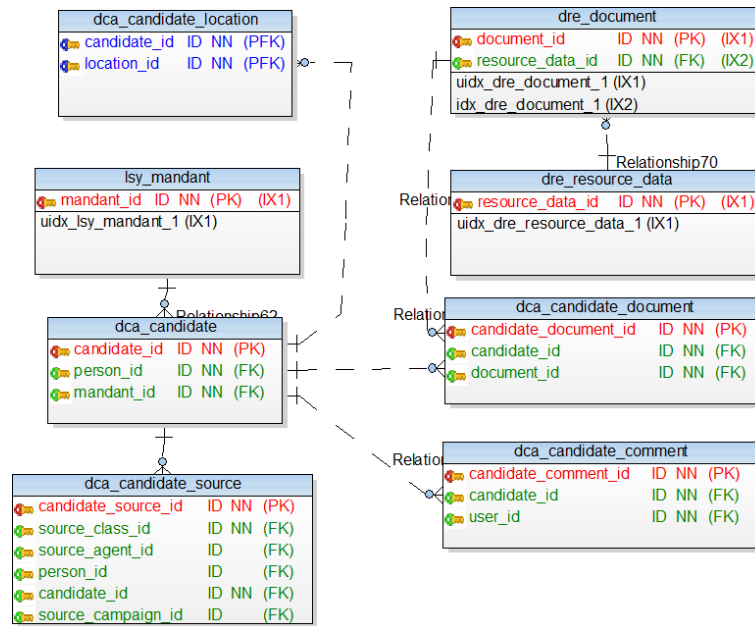 dca_candidate_location
candidate_id ID NN (PFK)
location_id ID NN (PFK)
dre_document
document_id ID NN (PK) (IX1)
resource_data_id ID NN (FK) (IX2)
uidx_dre_document_1 (IX1)
idx_dre_document_1 (IX2)
Relationship70
lsy_mandant
mandant_id ID NN (PK) (IX1)
uidx_lsy_mandant_1 (IX1)
dre_resource_data
resource_data_id ID NN (PK) (IX1)
uidx_dre_resource_data_1 (IX1)
Relationship62
dca_candidate
candidate_id ID NN (PK)
person_id ID NN (FK)
mandant_id ID NN (FK)
dca_candidate_document
candidate_document_id ID NN (PK)
candidate_id ID NN (FK)
document_id ID NN (FK)
dca_candidate_source
candidate_source_id ID NN (PK)
source_class_id ID NN (FK)
source_agent_id ID (FK)
person_id ID (FK)
candidate_id ID NN (FK)
source_campaign_id ID (FK)
dca_candidate_comment
candidate_comment_id ID NN (PK)
candidate_id ID NN (FK)
user_id ID NN (FK)